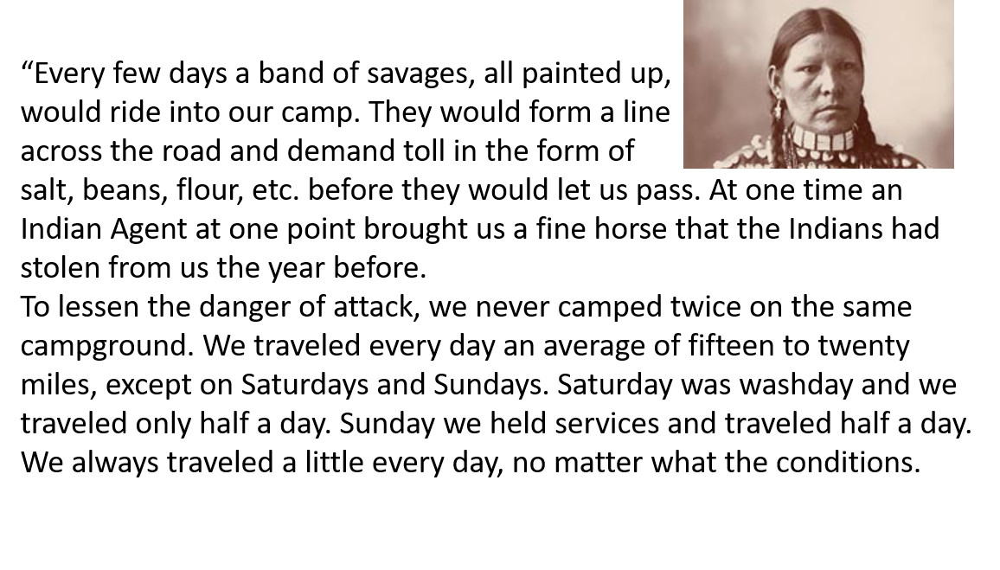 “Every few days a band of savages, all painted up,
would ride into our camp. They would form a line
across the road and demand toll in the form of
salt, beans, flour, etc. before they would let us pass. At one time an
Indian Agent at one point brought us a fine horse that the Indians had
stolen from us the year before.
To lessen the danger of attack, we never camped twice on the same
campground. We traveled every day an average of fifteen to twenty
miles, except on Saturdays and Sundays. Saturday was washday and we
traveled only half a day. Sunday we held services and traveled half a day.
We always traveled a little every day, no matter what the conditions.